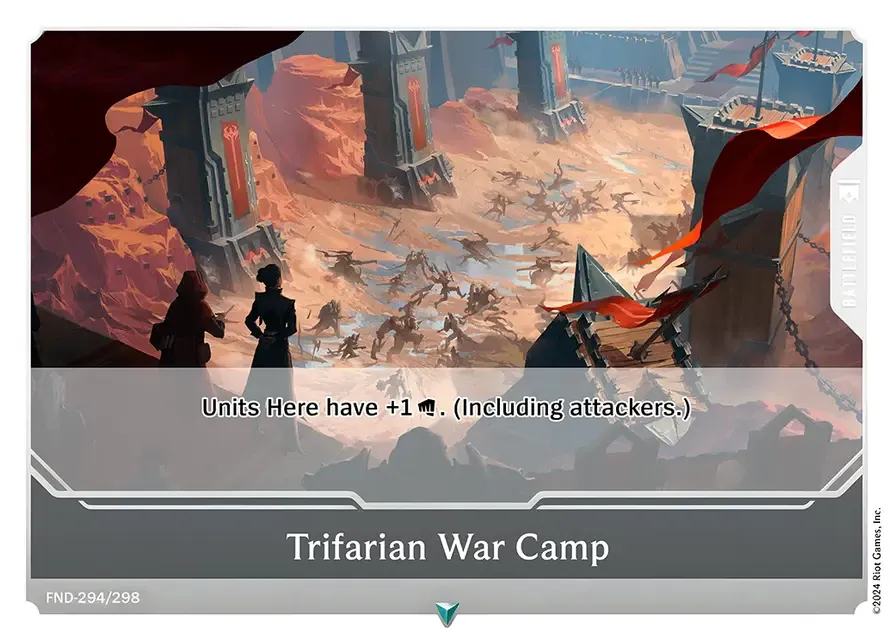 BATTLEFIELD
Units Here have +1. (Including attackers.)
Trifarian War Camp
FND-294/298
©2024 Riot Games, Inc.